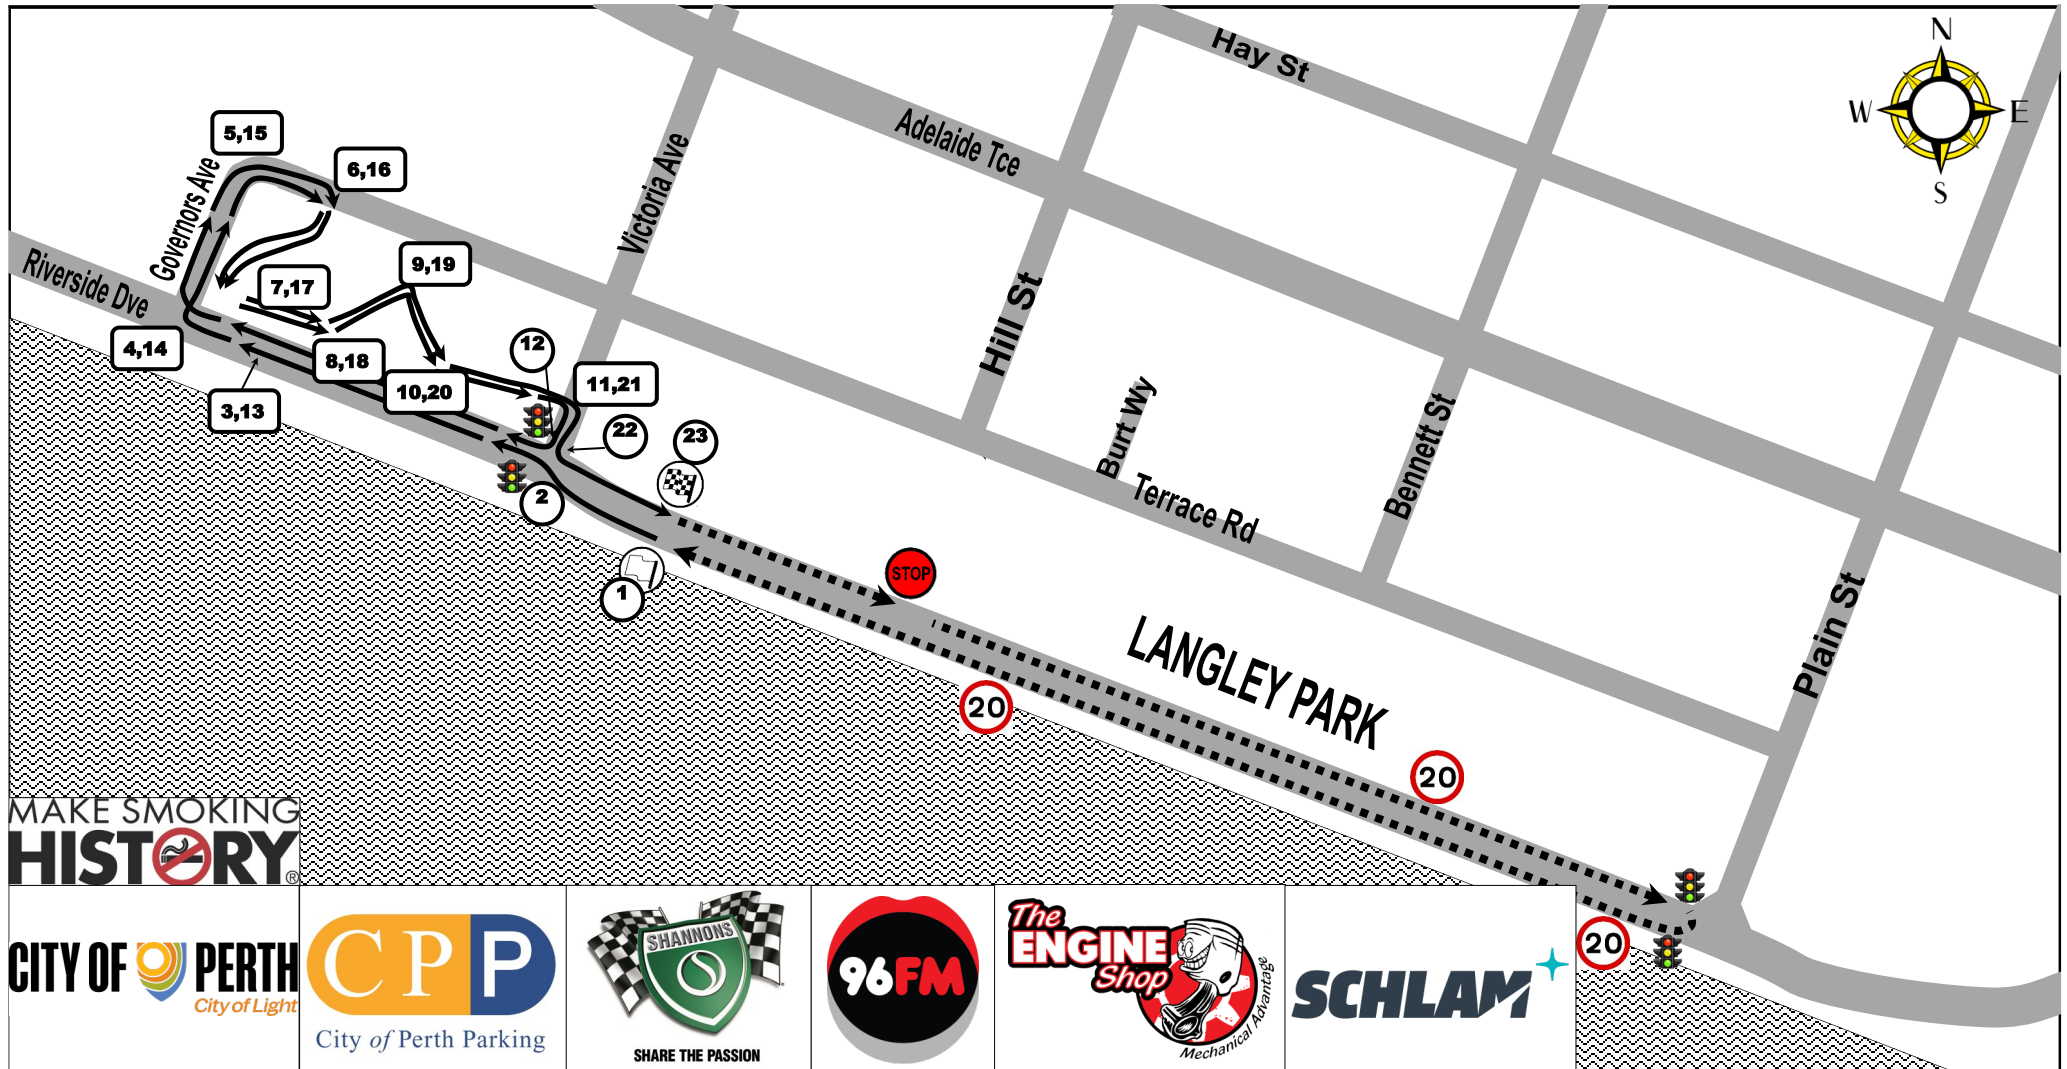 N
W
E
S
Hay St
Adelaide Tce
Victoria Ave
Governors Ave
Riverside Dve
Hill St
Burt Wy
Bennett St
Terrace Rd
Plain St
LANGLEY PARK
5,15
6,16
9,19
7,17
4,14
8,18
3,13
10,20
12
11,21
22
23
2
1
STOP
20
20
20
MAKE SMOKING
HISTORY®
CITY OF PERTH
City of Light
CPP
City of Perth Parking
SHANNONS
S
SHARE THE PASSION
96FM
The
ENGINE
Shop
Mechanical Advantage
SCHLAM